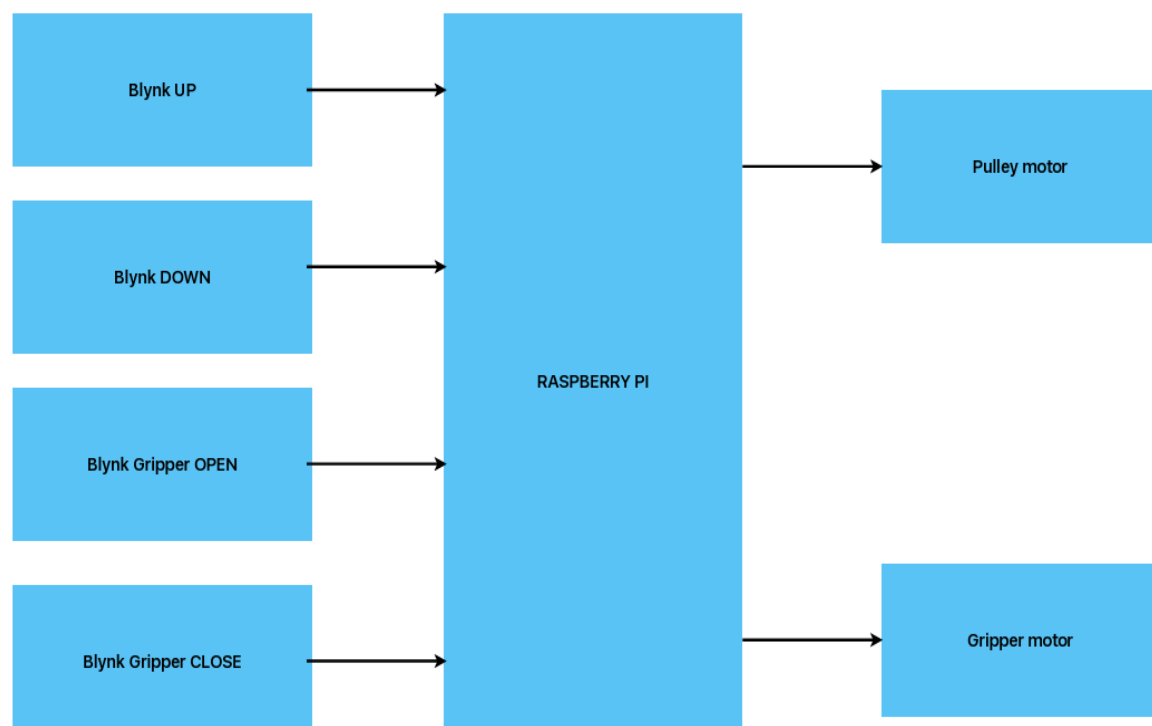 Blynk UP
Blynk DOWN
Blynk Gripper OPEN
Blynk Gripper CLOSE
RASPBERRY PI
Pulley motor
Gripper motor